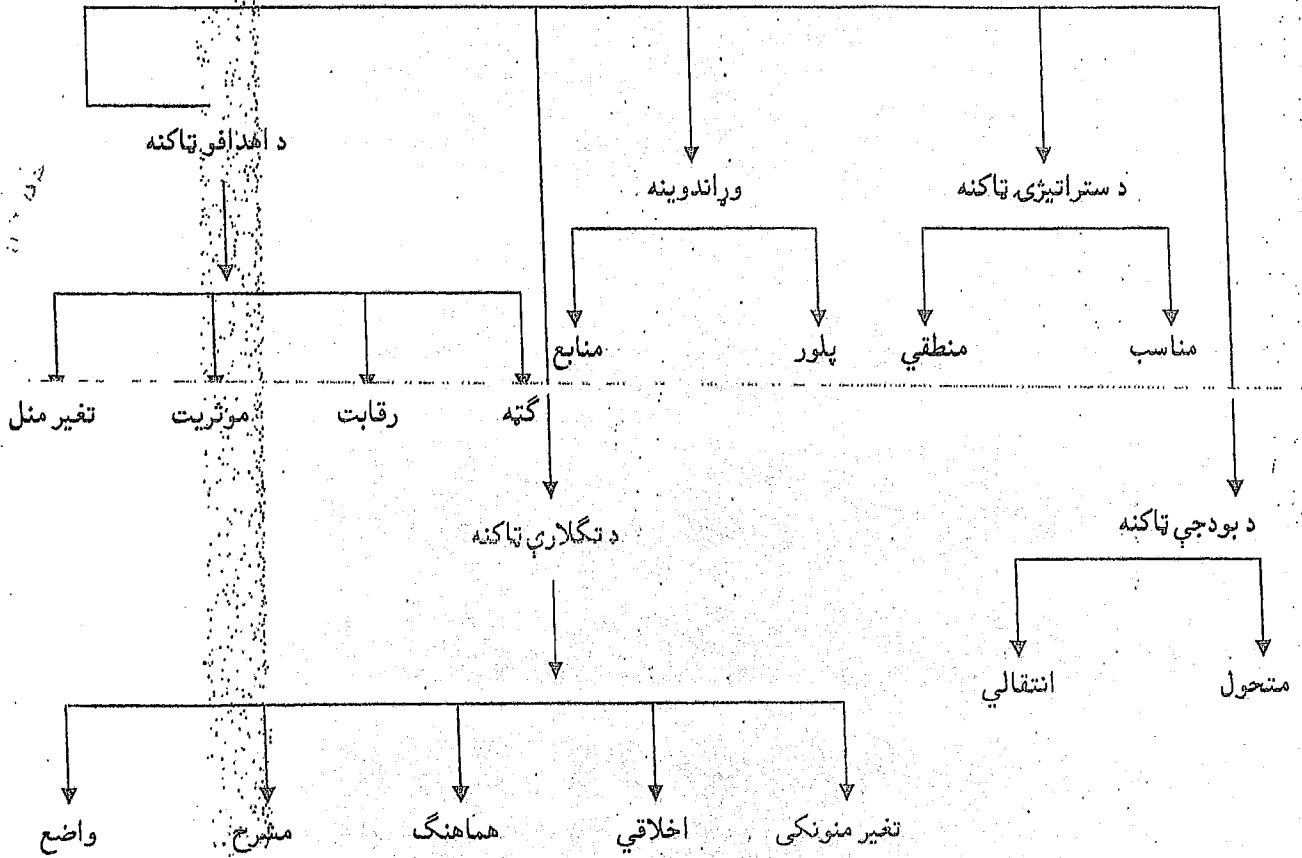 د اهدافو ټاکنه
د ستراتیژۍ ټاکنه
وړاندوینه
مناسب
منطقي
پلور
منابع
ګټه
رقابت
موثریت
تغیر منل
د بودجې ټاکنه
د تګلارې ټاکنه
متحول
انتقالي
تغیر منونکی
اخلاقي
هماهنګ
مشرح
واضع